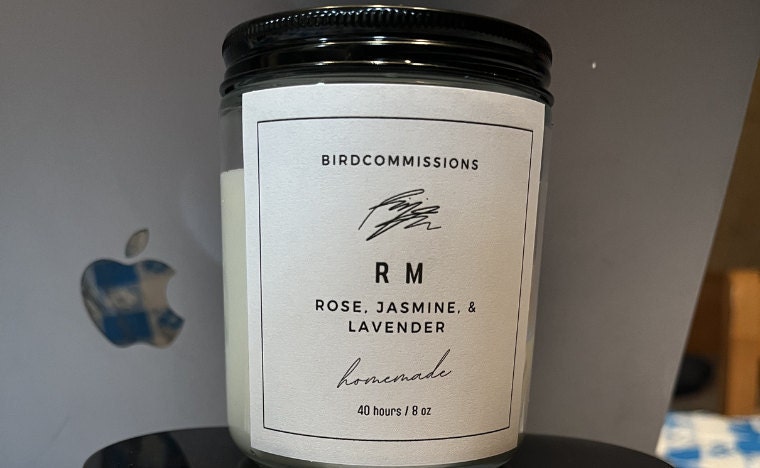 BIRDCOMMISSIONS
R M
ROSE, JASMINE, &
LAVENDER
homemade
40 hours / 8 oz